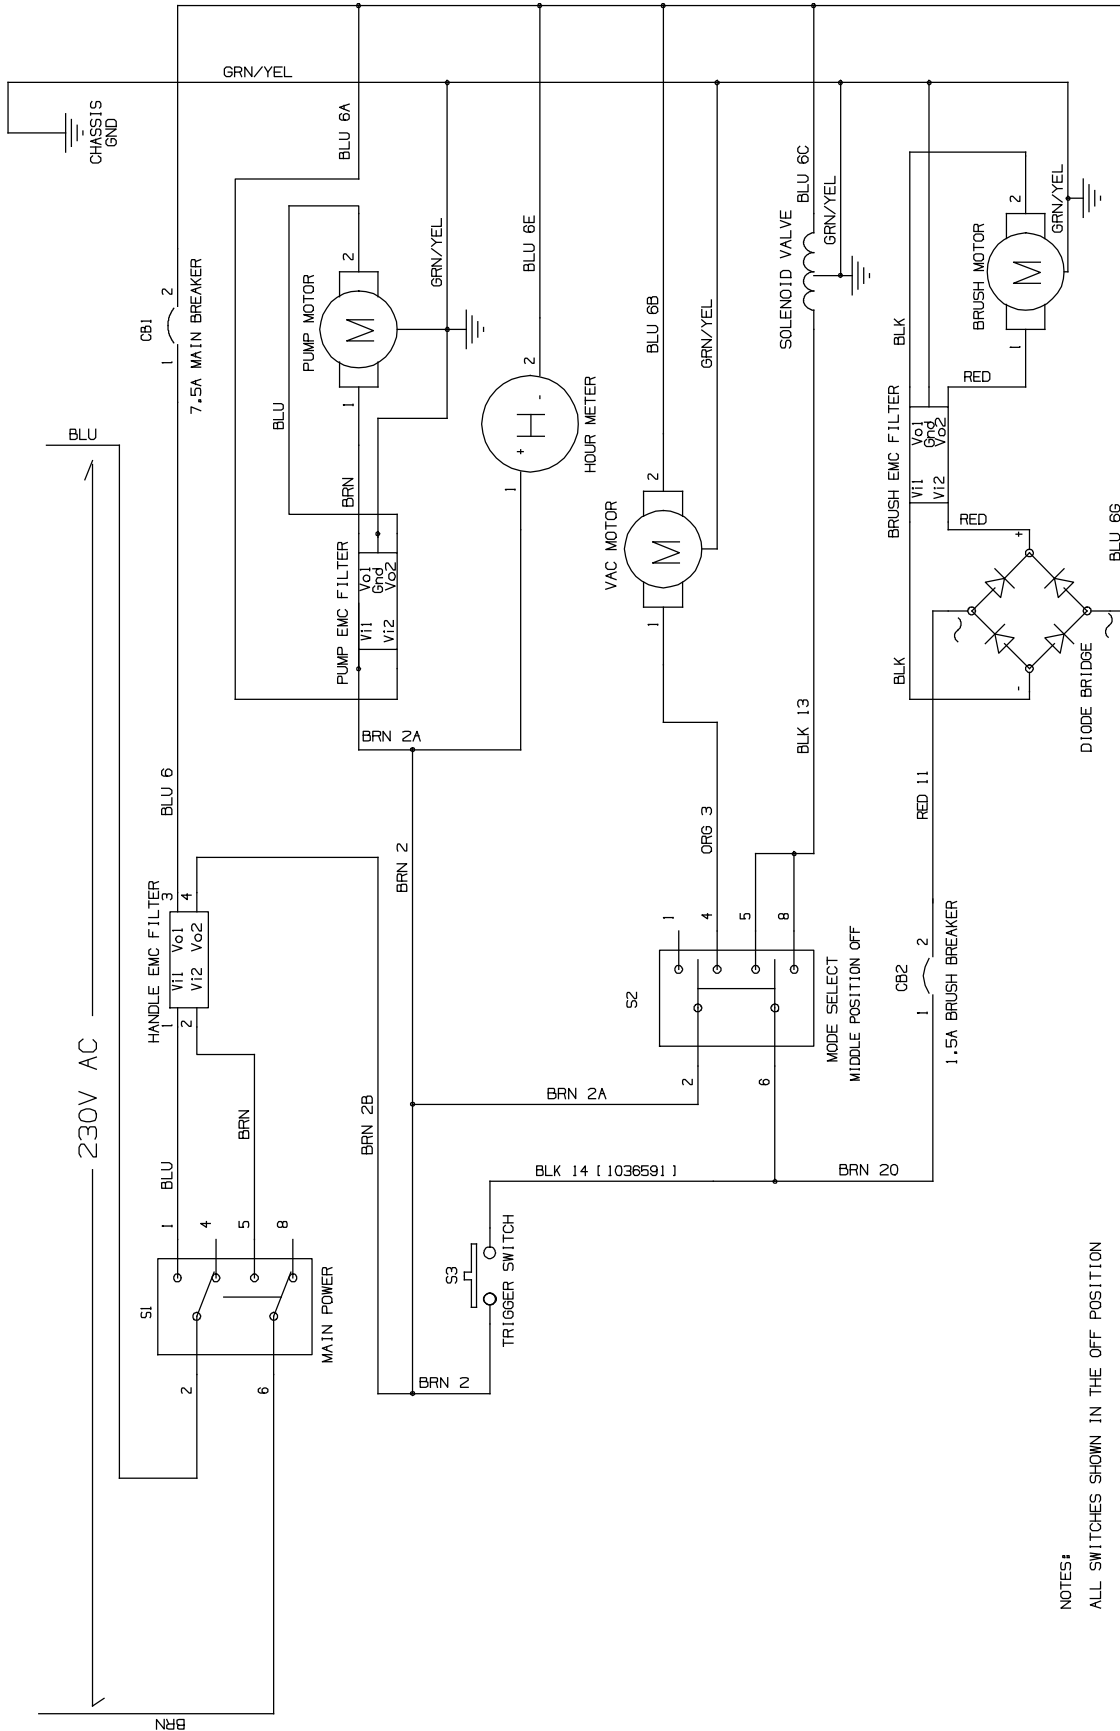 GRN/YEL
CHASSIS
GND
BLU 6A
CB1
1
2
7.5A MAIN BREAKER
BLU
230V AC
BRN
BLU 6
HANDLE EMC FILTER
1
3
Vi1 Vo1
Vi2 Vo2
2
4
BLU
BRN
S1
1
4
5
8
2
6
MAIN POWER
PUMP MOTOR
M
1
2
BLU
BRN
GRN/YEL
PUMP EMC FILTER
Vi1
Vo1
Gnd
Vi2
Vo2
BRN 2A
HOUR METER
+ H -
1
2
BLU 6E
BRN 2
BRN 2B
BRN 2
S3
TRIGGER SWITCH
BLU 6B
GRN/YEL
VAC MOTOR
M
1
2
ORG 3
BRN 2A
S2
1
4
5
8
2
6
MODE SELECT
MIDDLE POSITION OFF
BLK 14 [1036591]
BRN 20
SOLENOID VALVE
BLU 6C
GRN/YEL
BLK 13
CB2
1
2
1.5A BRUSH BREAKER
RED 11
BLK
BLK
BRUSH EMC FILTER
Vi1
Vo1
Gnd
Vi2
Vo2
RED
RED
BRUSH MOTOR
M
1
2
GRN/YEL
+
-
DIODE BRIDGE
BLU 6G
NOTES:
ALL SWITCHES SHOWN IN THE OFF POSITION